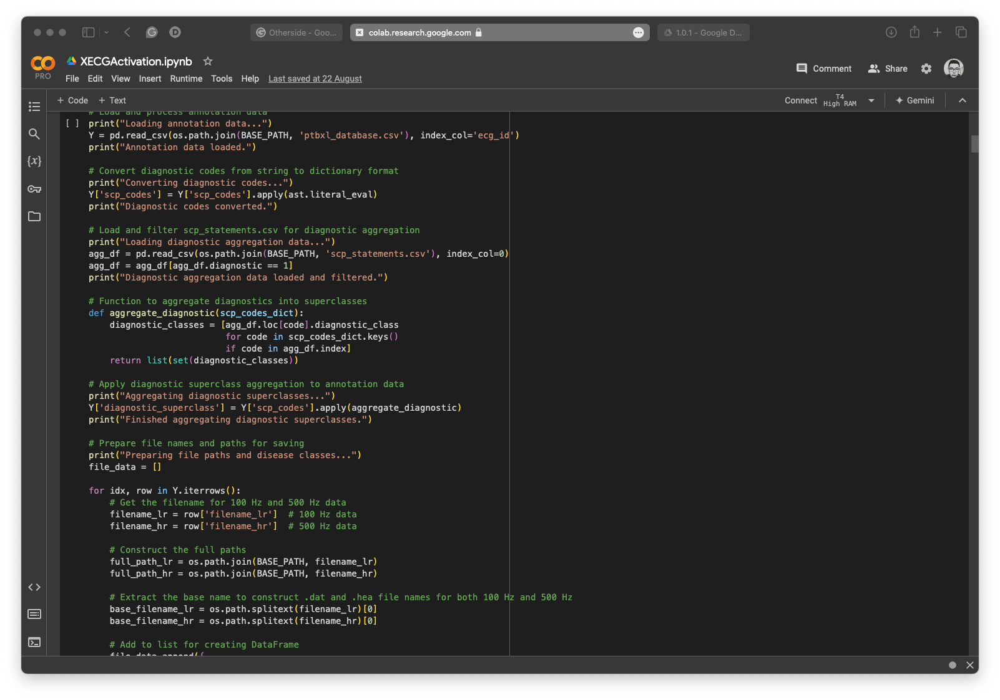 Otherside - Goo...
colab.research.google.com
1.0.1 - Google D...
CO
PRO
XECGActivation.ipynb
Comment
Share
File Edit View Insert Runtime Tools Help Last saved at 22 August
+ Code + Text
Connect
T4
High RAM
Gemini
# Load and process annotation data
[ ] print("Loading annotation data...")
Y = pd.read_csv(os.path.join(BASE_PATH, 'ptbxl_database.csv'), index_col='ecg_id')
print("Annotation data loaded.")
# Convert diagnostic codes from string to dictionary format
print("Converting diagnostic codes...")
Y['scp_codes'] = Y['scp_codes'].apply(ast.literal_eval)
print("Diagnostic codes converted.")
# Load and filter scp_statements.csv for diagnostic aggregation
print("Loading diagnostic aggregation data...")
agg_df = pd.read_csv(os.path.join(BASE_PATH, 'scp_statements.csv'), index_col=0)
agg_df = agg_df[agg_df.diagnostic == 1]
print("Diagnostic aggregation data loaded and filtered.")
# Function to aggregate diagnostics into superclasses
def aggregate_diagnostic(scp_codes_dict):
    diagnostic_classes = [agg_df.loc[code].diagnostic_class
                          for code in scp_codes_dict.keys()
                          if code in agg_df.index]
    return list(set(diagnostic_classes))
# Apply diagnostic superclass aggregation to annotation data
print("Aggregating diagnostic superclasses...")
Y['diagnostic_superclass'] = Y['scp_codes'].apply(aggregate_diagnostic)
print("Finished aggregating diagnostic superclasses.")
# Prepare file names and paths for saving
print("Preparing file paths and disease classes...")
file_data = []
for idx, row in Y.iterrows():
    # Get the filename for 100 Hz and 500 Hz data
    filename_lr = row['filename_lr']  # 100 Hz data
    filename_hr = row['filename_hr']  # 500 Hz data
    # Construct the full paths
    full_path_lr = os.path.join(BASE_PATH, filename_lr)
    full_path_hr = os.path.join(BASE_PATH, filename_hr)
    # Extract the base name to construct .dat and .hea file names for both 100 Hz and 500 Hz
    base_filename_lr = os.path.splitext(filename_lr)[0]
    base_filename_hr = os.path.splitext(filename_hr)[0]
    # Add to list for creating DataFrame
    file_data.append({